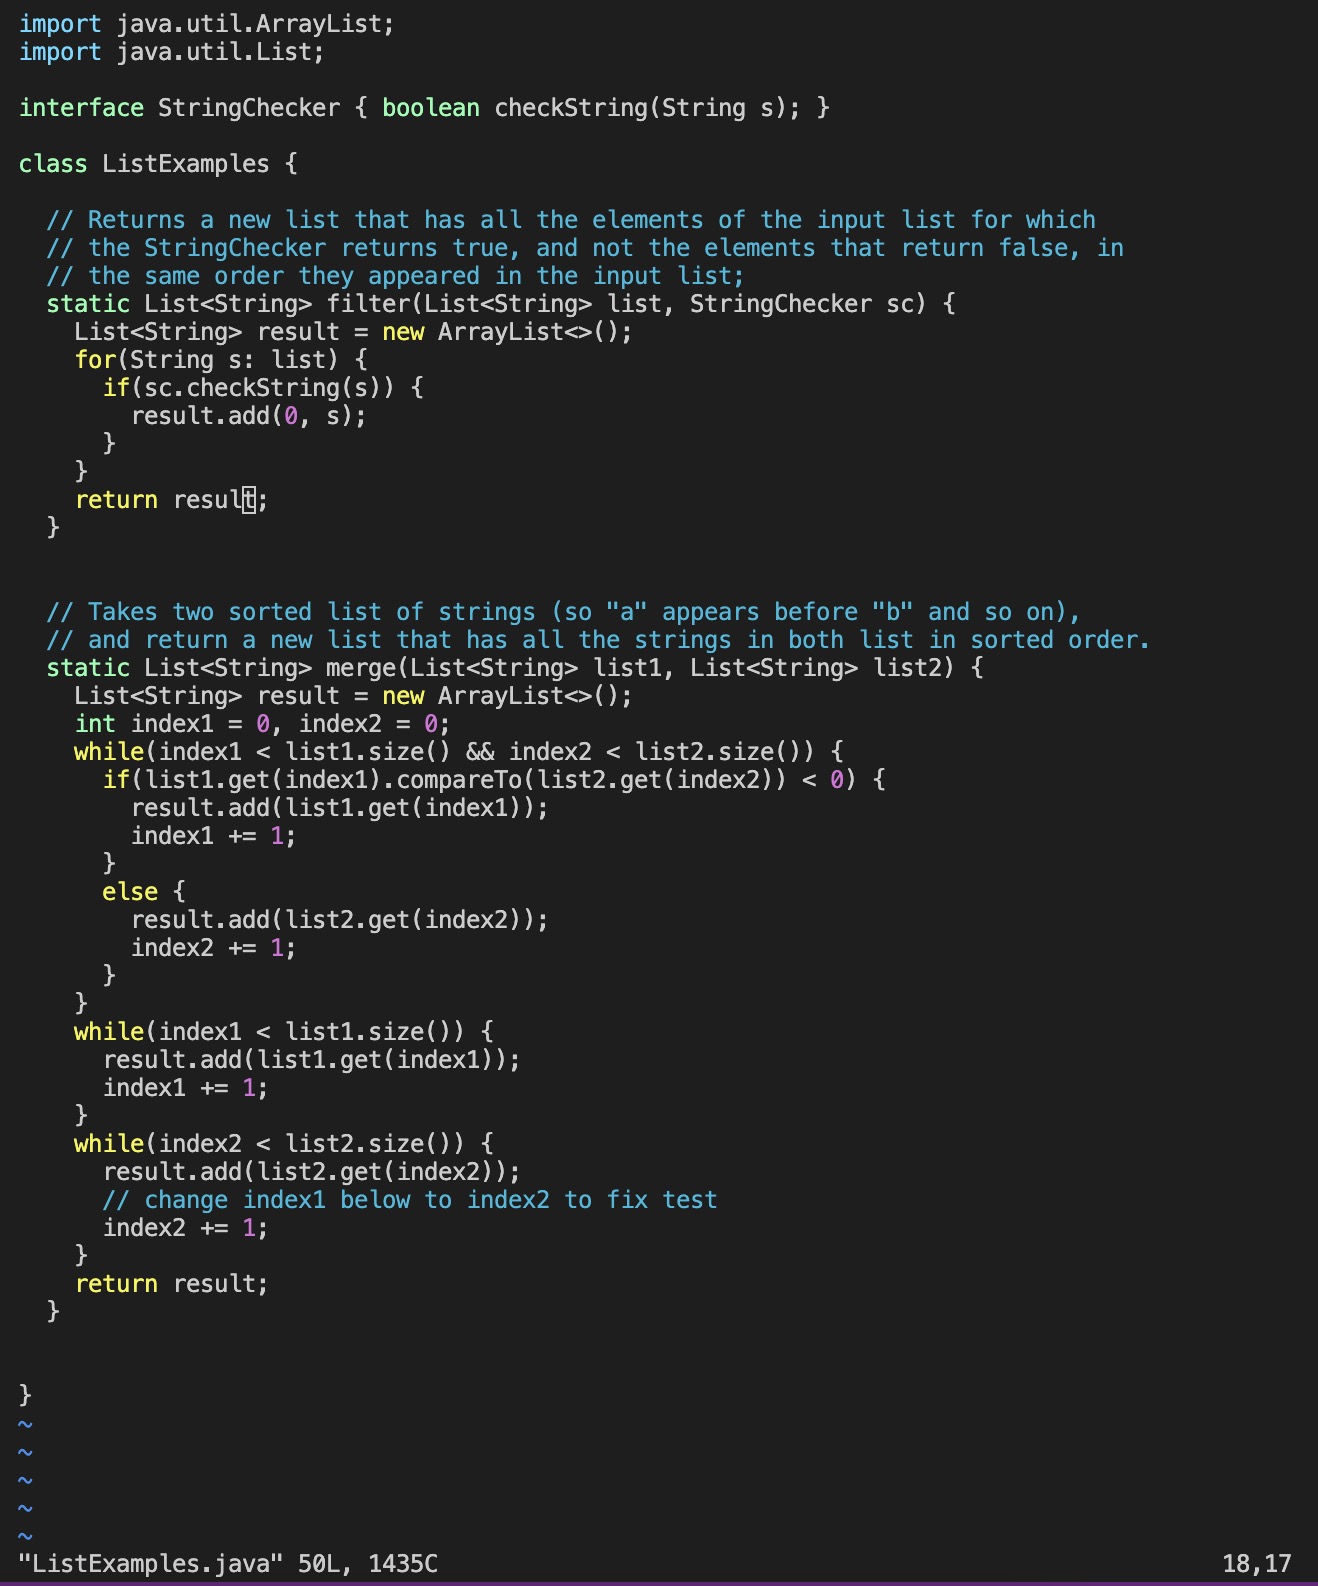 import java.util.ArrayList;
import java.util.List;

interface StringChecker { boolean checkString(String s); }

class ListExamples {

  // Returns a new list that has all the elements of the input list for which
  // the StringChecker returns true, and not the elements that return false, in
  // the same order they appeared in the input list;
  static List<String> filter(List<String> list, StringChecker sc) {
    List<String> result = new ArrayList<>();
    for(String s: list) {
      if(sc.checkString(s)) {
        result.add(0, s);
      }
    }
    return result;
  }


  // Takes two sorted list of strings (so "a" appears before "b" and so on),
  // and return a new list that has all the strings in both list in sorted order.
  static List<String> merge(List<String> list1, List<String> list2) {
    List<String> result = new ArrayList<>();
    int index1 = 0, index2 = 0;
    while(index1 < list1.size() && index2 < list2.size()) {
      if(list1.get(index1).compareTo(list2.get(index2)) < 0) {
        result.add(list1.get(index1));
        index1 += 1;
      }
      else {
        result.add(list2.get(index2));
        index2 += 1;
      }
    }
    while(index1 < list1.size()) {
      result.add(list1.get(index1));
      index1 += 1;
    }
    while(index2 < list2.size()) {
      result.add(list2.get(index2));
      // change index1 below to index2 to fix test
      index2 += 1;
    }
    return result;
  }


}
~
~
~
~
~
"ListExamples.java" 50L, 1435C 18,17